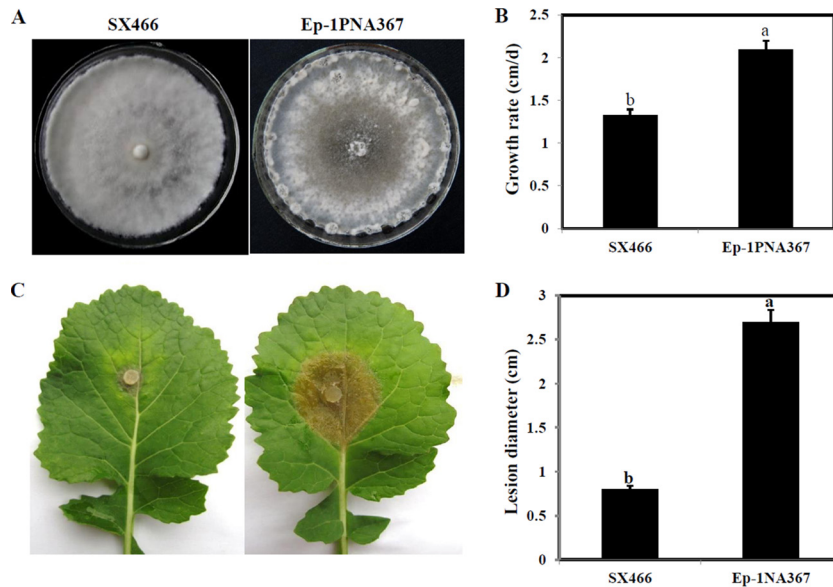 A
SX466
Ep-1PNA367
B
Growth rate (cm/d)
2.5
2
1.5
1
0.5
0
b
a
SX466
Ep-1PNA367
C
D
Lesion diameter (cm)
3
2.5
2
1.5
1
0.5
0
b
a
SX466
Ep-1NA367